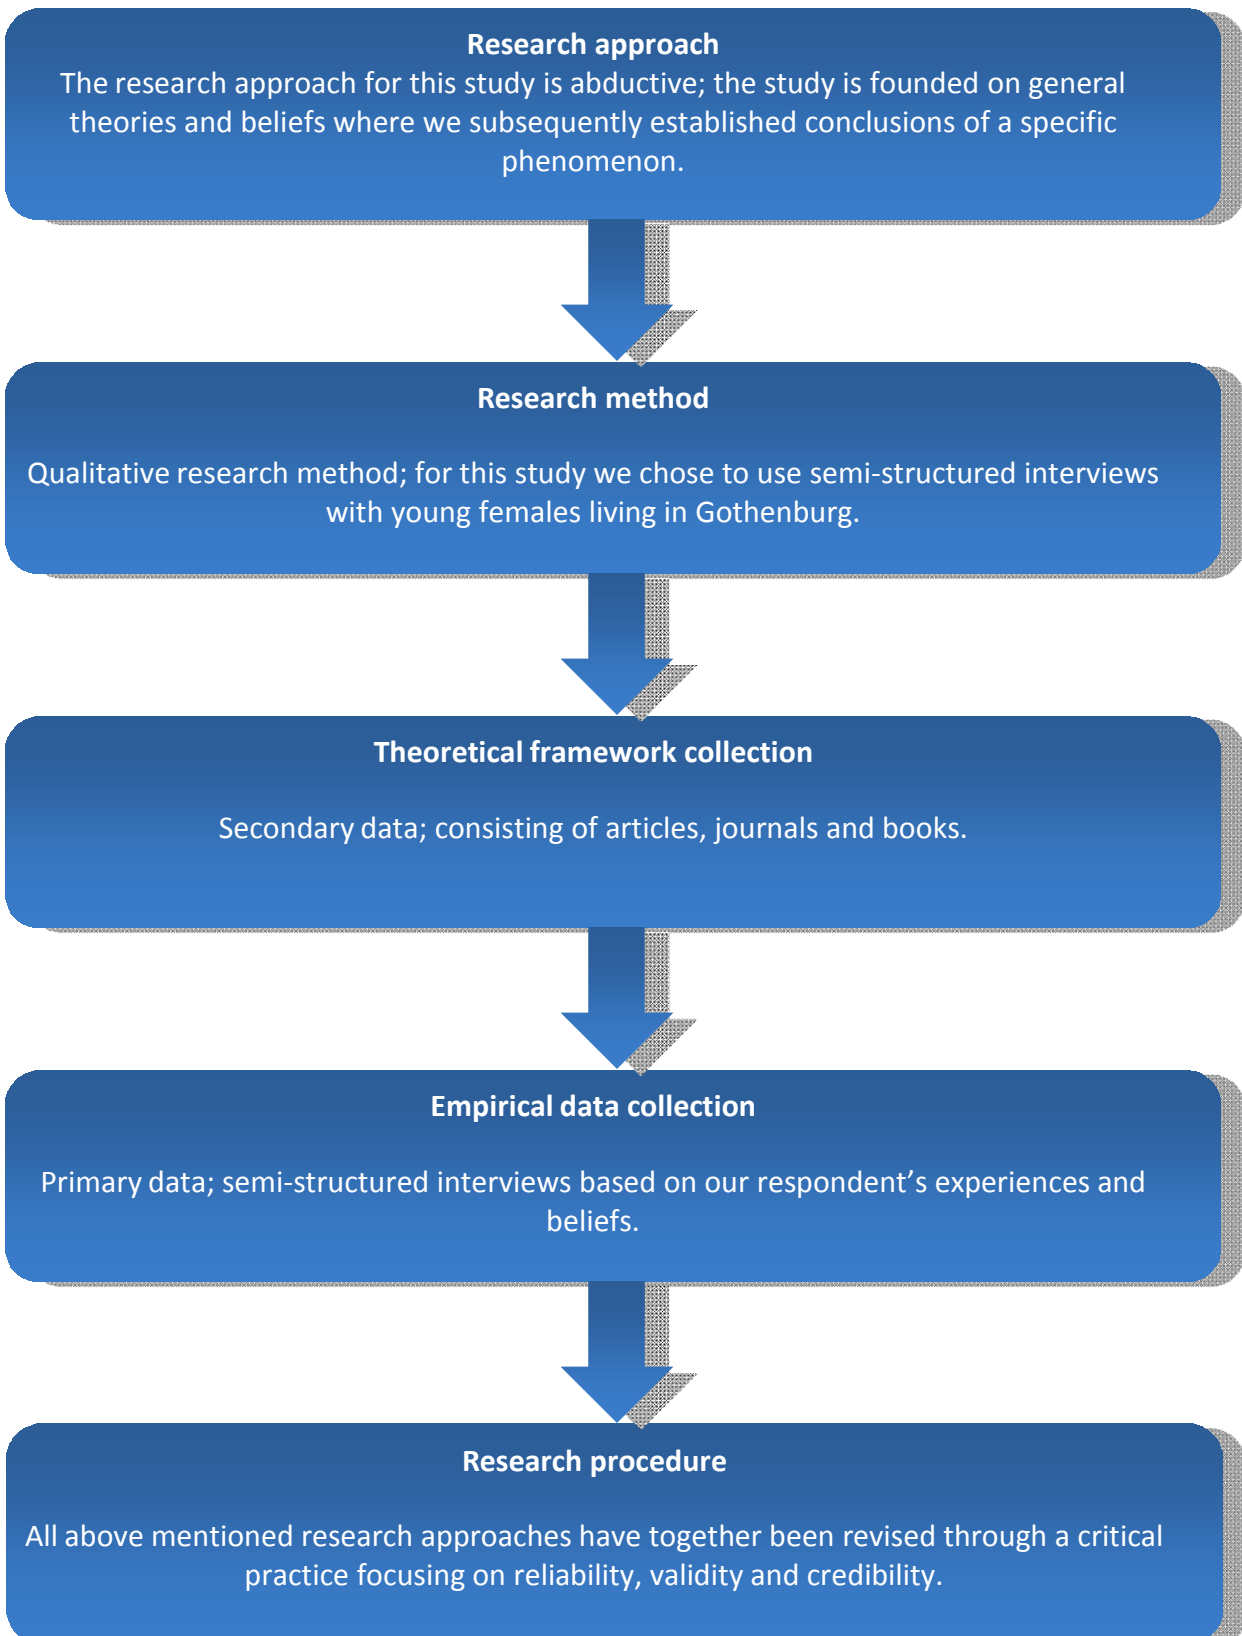 Research approach
The research approach for this study is abductive; the study is founded on general
theories and beliefs where we subsequently established conclusions of a specific
phenomenon.
Research method
Qualitative research method; for this study we chose to use semi-structured interviews
with young females living in Gothenburg.
Theoretical framework collection
Secondary data; consisting of articles, journals and books.
Empirical data collection
Primary data; semi-structured interviews based on our respondent’s experiences and
beliefs.
Research procedure
All above mentioned research approaches have together been revised through a critical
practice focusing on reliability, validity and credibility.